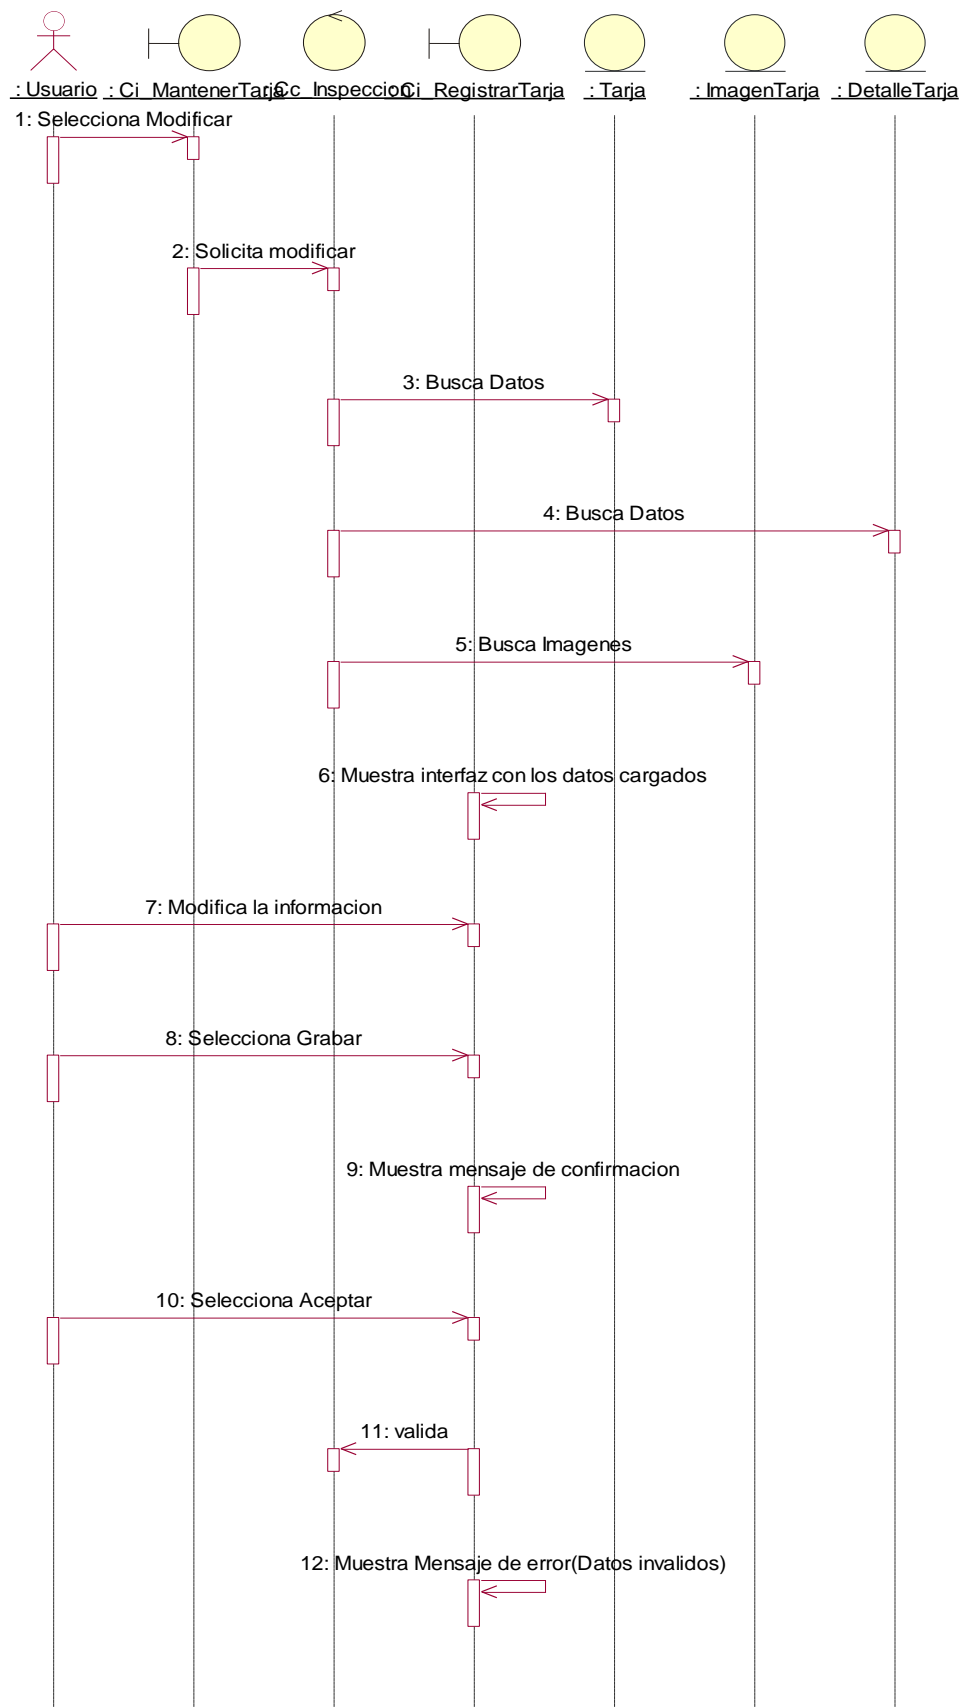 : Usuario
: Ci_MantenerTarja
: Cc_Inspeccion
: Ci_RegistrarTarja
: Tarja
: ImagenTarja
: DetalleTarja
1: Selecciona Modificar
2: Solicita modificar
3: Busca Datos
4: Busca Datos
5: Busca Imagenes
6: Muestra interfaz con los datos cargados
7: Modifica la informacion
8: Selecciona Grabar
9: Muestra mensaje de confirmacion
10: Selecciona Aceptar
11: valida
12: Muestra Mensaje de error(Datos invalidos)